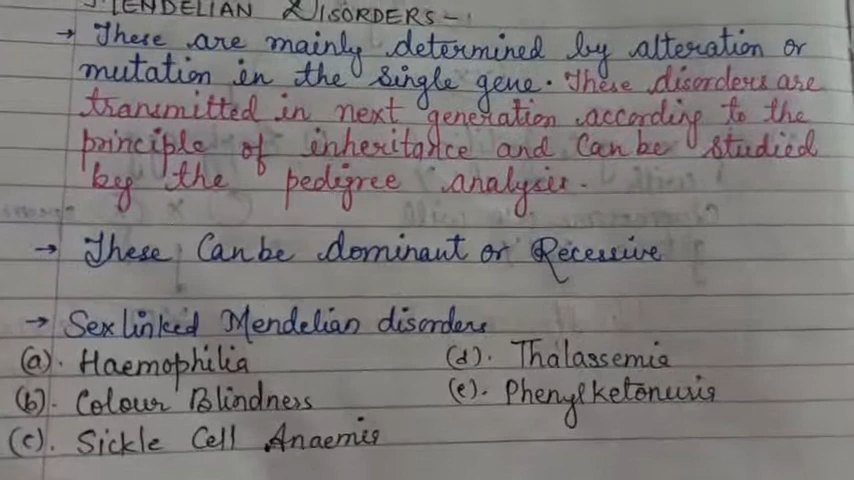 MENDELIAN DISORDERS -
→ These are mainly determined by alteration or
mutation in the single gene. These disorders are
transmitted in next generation according to the
principle of inheritance and can be studied
by the pedigree analysis.
→ These Can be dominant or Recessive
→ Sex linked Mendelian disorders
(a). Haemophilia (d). Thalassemia
(b). Colour Blindness (e). Phenylketonuria
(c). Sickle Cell Anaemia